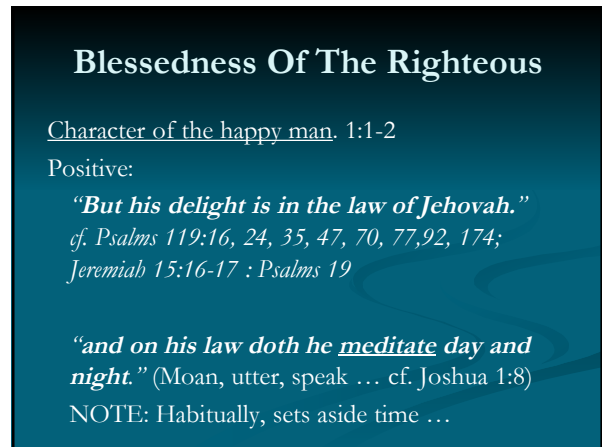 Blessedness Of The Righteous
Character of the happy man. 1:1-2
Positive:
“But his delight is in the law of Jehovah.”
cf. Psalms 119:16, 24, 35, 47, 70, 77,92, 174;
Jeremiah 15:16-17 : Psalms 19
“and on his law doth he meditate day and
night.” (Moan, utter, speak … cf. Joshua 1:8)
NOTE: Habitually, sets aside time …